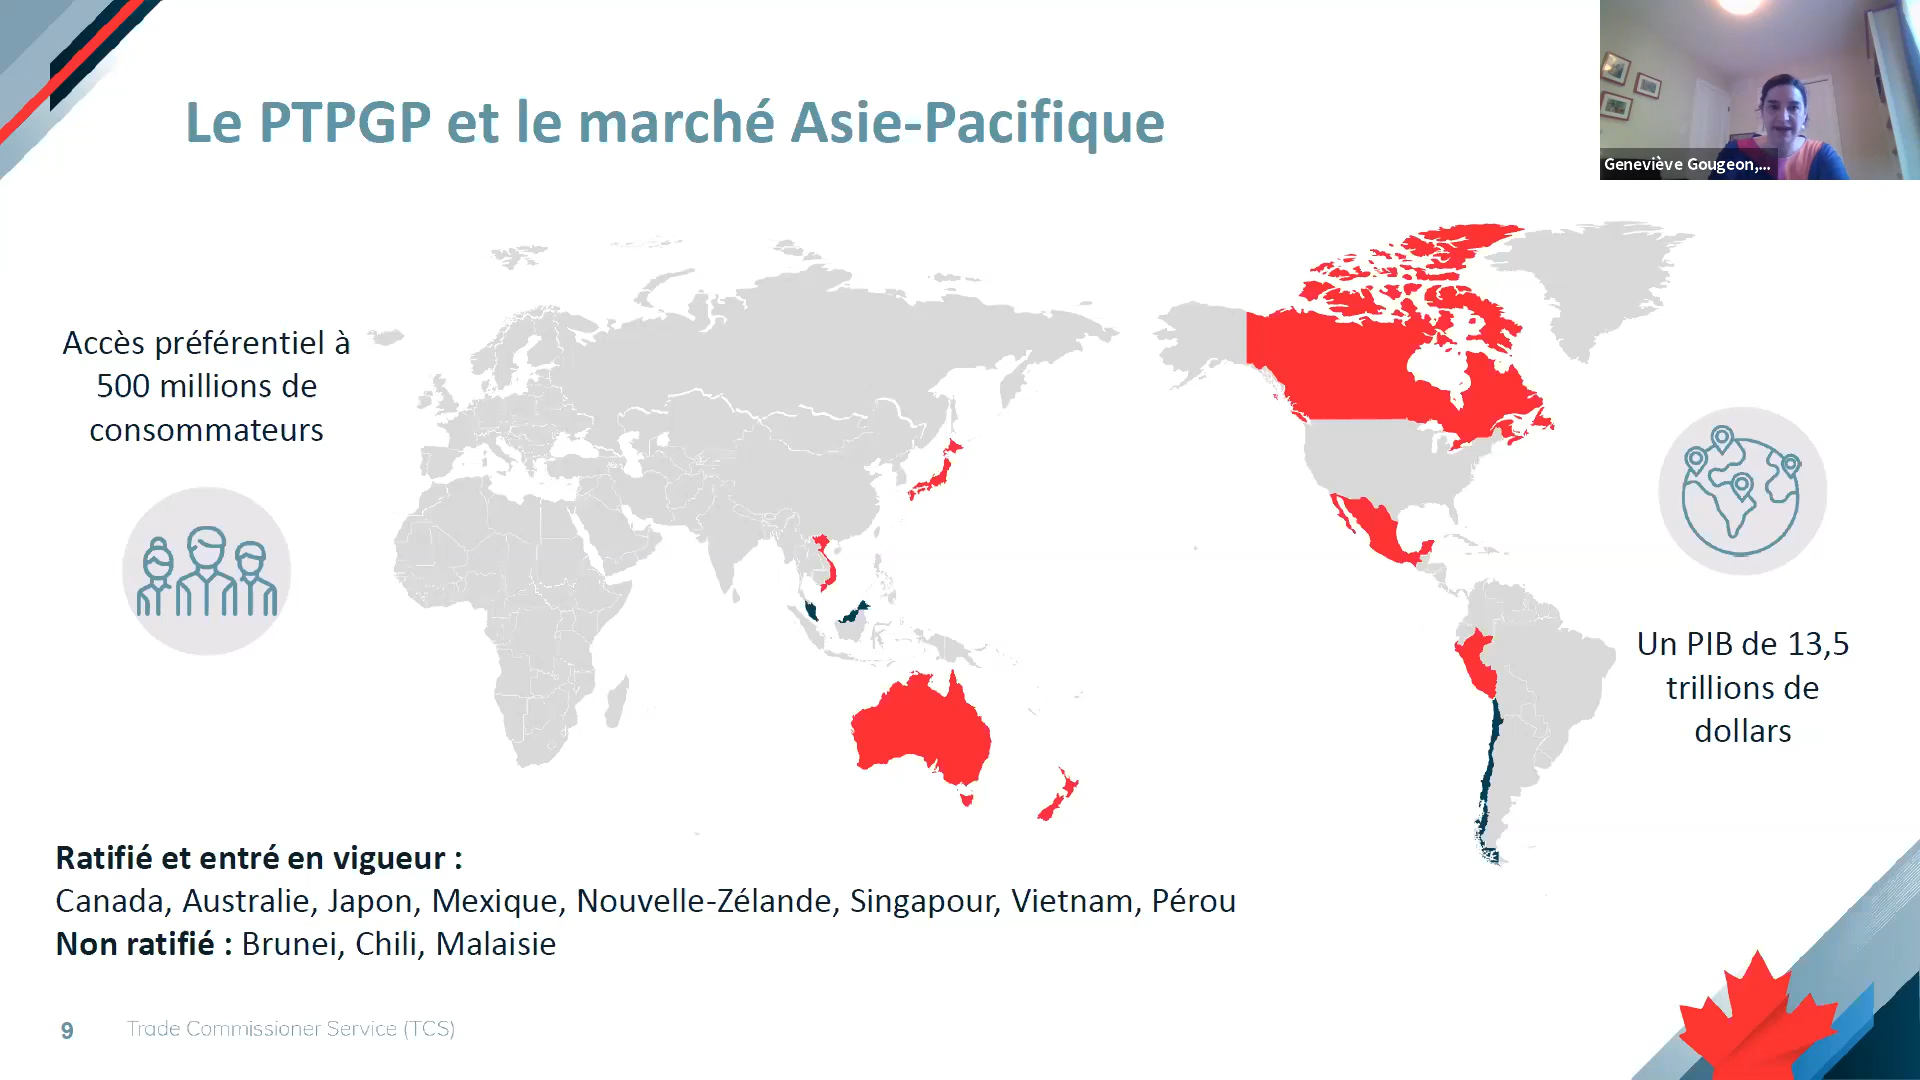 Le PTPGP et le marché Asie-Pacifique
Geneviève Gougeon,...
Accès préférentiel à
500 millions de
consommateurs
Un PIB de 13,5
trillions de
dollars
Ratifié et entré en vigueur :
Canada, Australie, Japon, Mexique, Nouvelle-Zélande, Singapour, Vietnam, Pérou
Non ratifié : Brunei, Chili, Malaisie
9 Trade Commissioner Service (TCS)